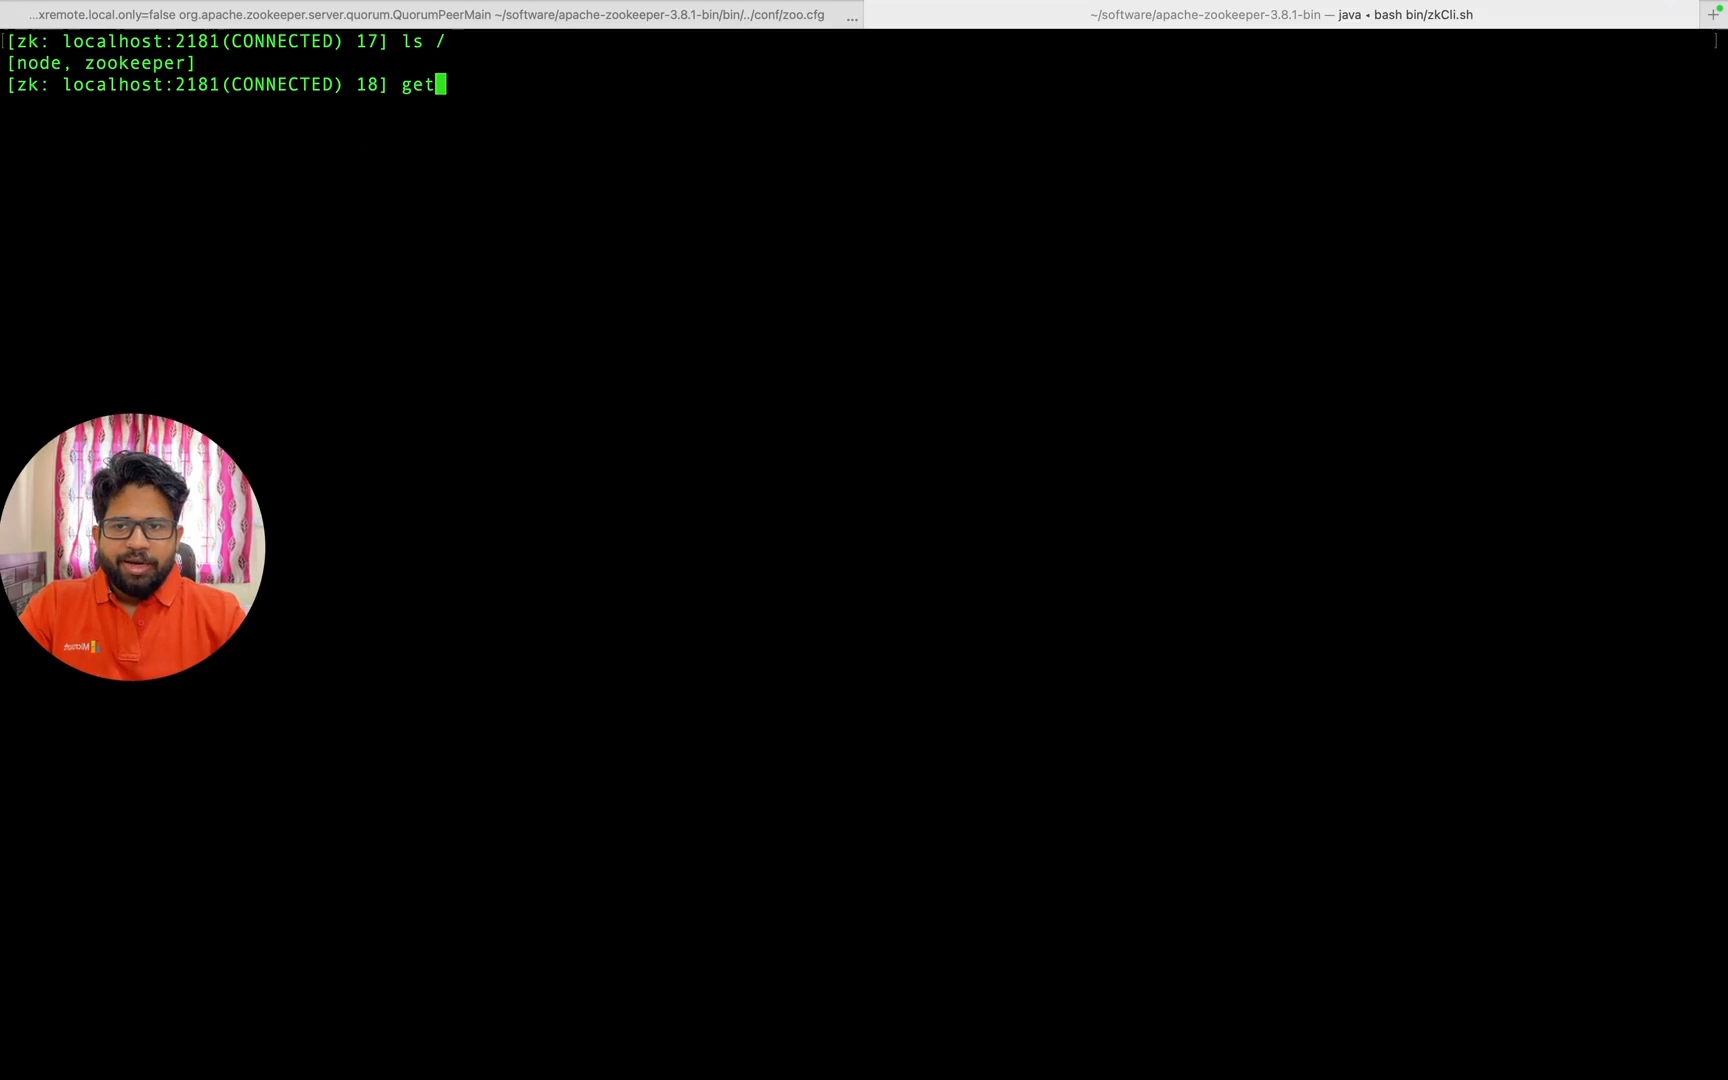 ...xremote.local.only=false org.apache.zookeeper.server.quorum.QuorumPeerMain ~/software/apache-zookeeper-3.8.1-bin/bin/../conf/zoo.cfg ...
~/software/apache-zookeeper-3.8.1-bin — java ◂ bash bin/zkCli.sh
[zk: localhost:2181(CONNECTED) 17] ls /
[node, zookeeper]
[zk: localhost:2181(CONNECTED) 18] get
Microsoft